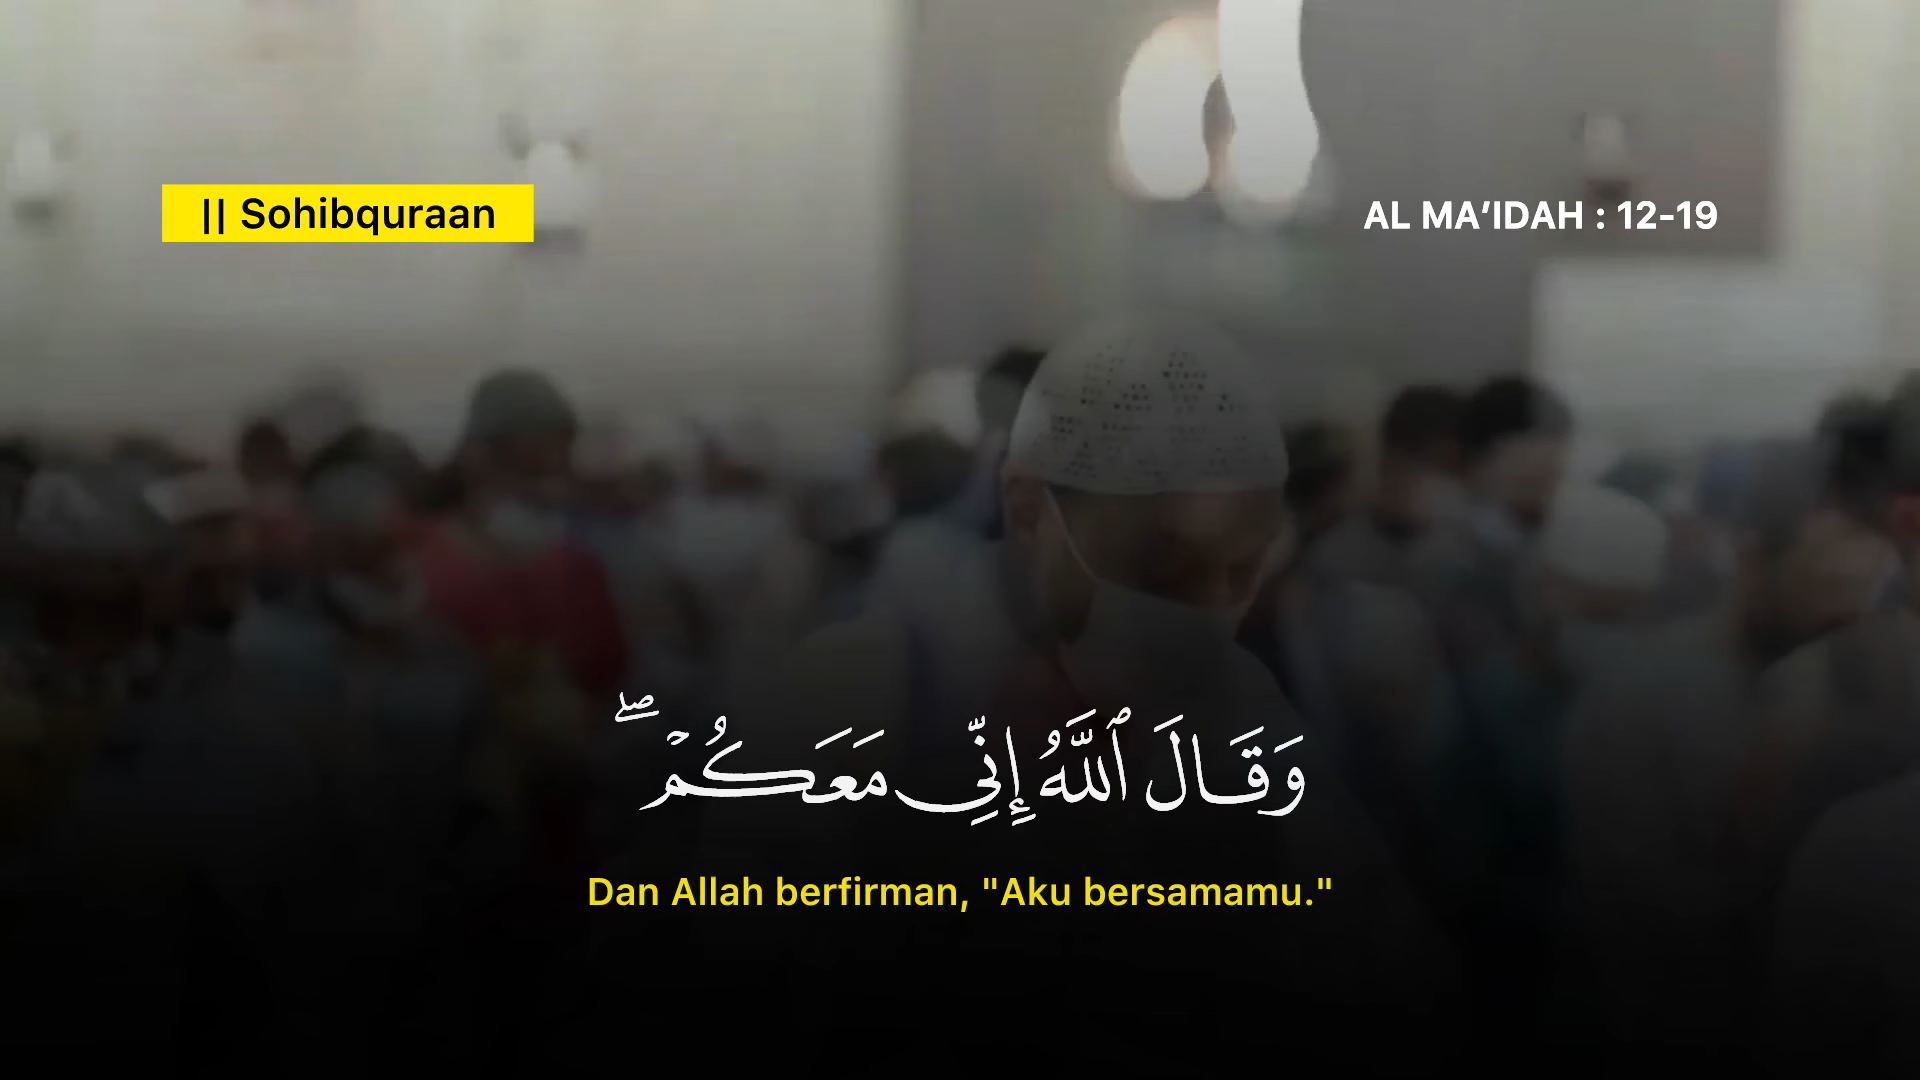 || Sohibquraan
AL MA’IDAH : 12-19
وَقَالَ ٱللَّهُ إِنِّى مَعَكُمْ ۖ
Dan Allah berfirman, "Aku bersamamu."